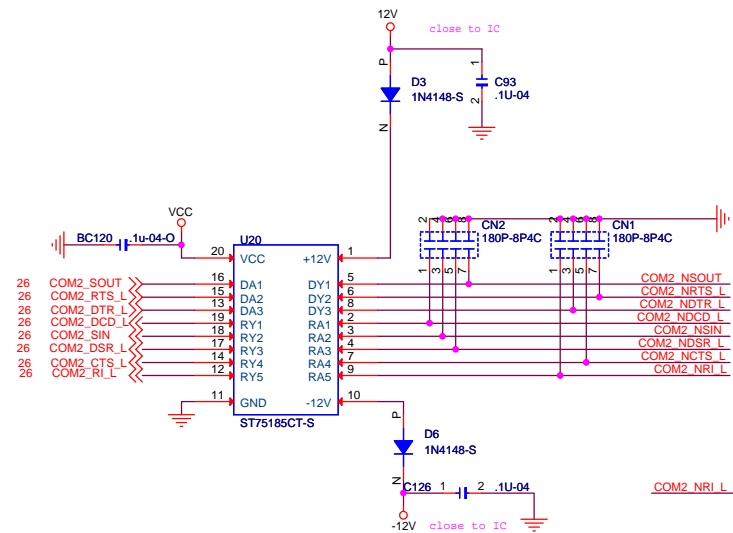 12V
close to IC
P
D3
1N4148-S
N
1
C93
.1U-04
2
VCC
BC120 .1u-04-O
U20
CN2
180P-8P4C
CN1
180P-8P4C
2 4 6 8
2 4 6 8
1 3 5 7
1 3 5 7
20 VCC +12V 1
26 COM2_SOUT 16 DA1 DY1 5 COM2_NSOUT
26 COM2_RTS_L 15 DA2 DY2 6 COM2_NRTS_L
26 COM2_DTR_L 13 DA3 DY3 8 COM2_NDTR_L
26 COM2_DCD_L 19 RY1 RA1 2 COM2_NDCD_L
26 COM2_SIN 18 RY2 RA2 3 COM2_NSIN
26 COM2_DSR_L 17 RY3 RA3 4 COM2_NDSR_L
26 COM2_CTS_L 14 RY4 RA4 7 COM2_NCTS_L
26 COM2_RI_L 12 RY5 RA5 9 COM2_NRI_L
11 GND -12V 10
ST75185CT-S
P
D6
1N4148-S
N
C126 1 2 .1U-04
COM2_NRI_L
-12V close to IC